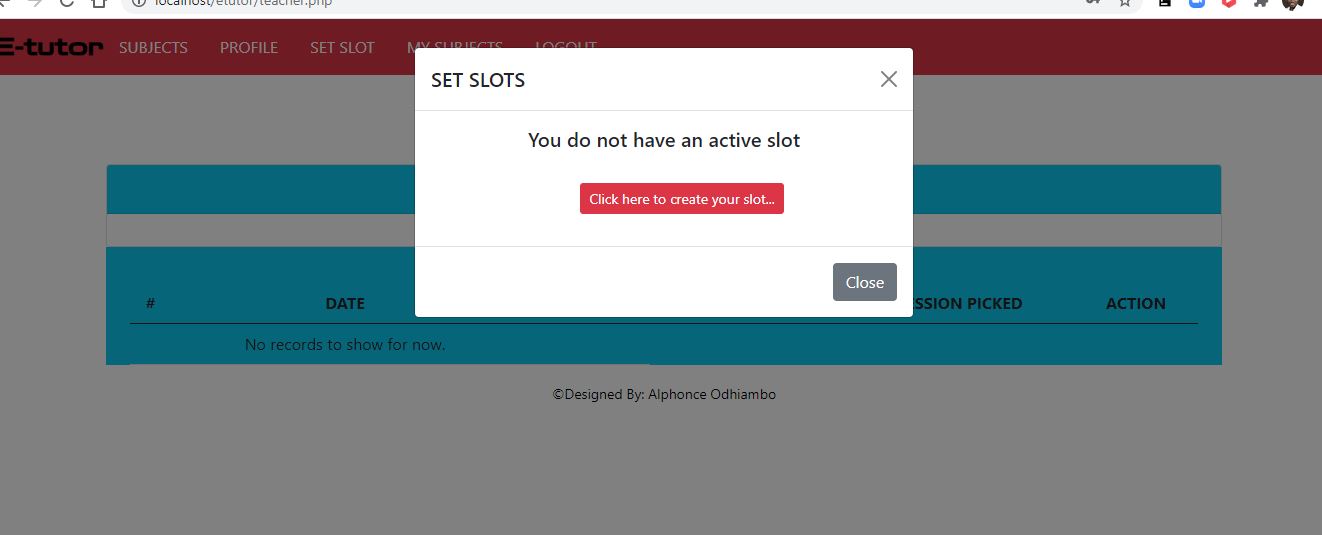 localhost/etutor/teacher.php
E-tutor SUBJECTS PROFILE SET SLOT MY SUBJECTS LOGOUT
SET SLOTS
You do not have an active slot
Click here to create your slot...
Close
# DATE ESSION PICKED ACTION
No records to show for now.
©Designed By: Alphonce Odhiambo